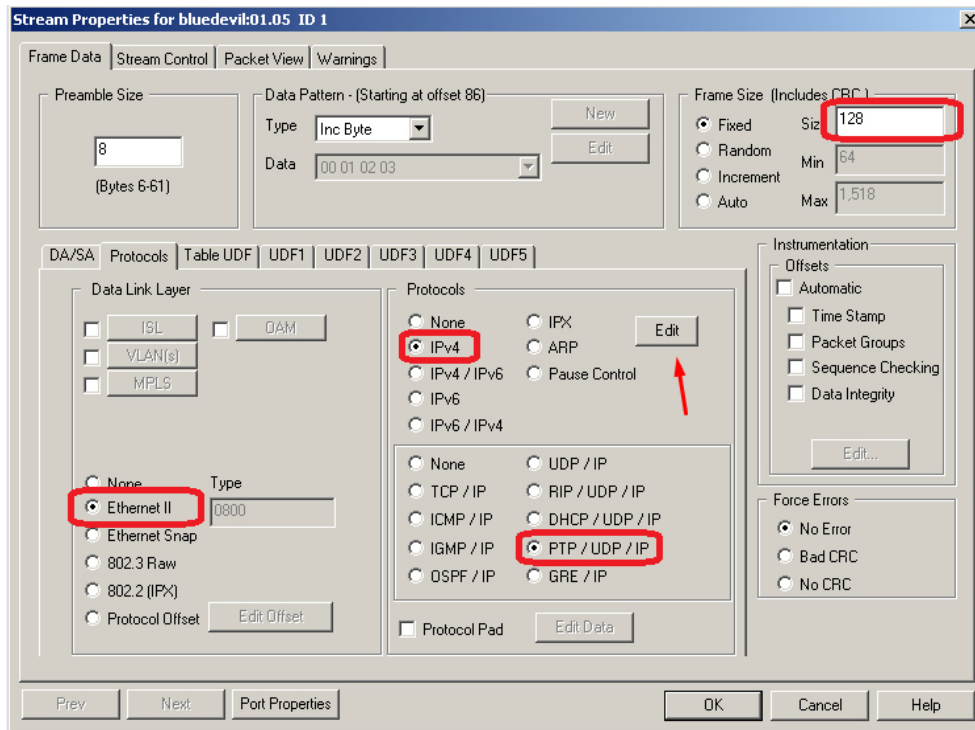 Stream Properties for bluedevil:01.05 ID 1
Frame Data Stream Control Packet View Warnings
Preamble Size
8
(Bytes 6-61)
Data Pattern - (Starting at offset 86)
Type Inc Byte
New
Data 00 01 02 03
Edit
Frame Size (Includes CRC )
Fixed
Random
Increment
Auto
128
Min 64
Max 1,518
DA/SA Protocols Table UDF UDF1 UDF2 UDF3 UDF4 UDF5
Data Link Layer
ISL OAM
VLAN(s)
MPLS
None Type
Ethernet II 0800
Ethernet Snap
802.3 Raw
802.2 (IPX)
Protocol Offset Edit Offset
Protocols
None IPX
IPv4 ARP
Edit
IPv4 / IPv6 Pause Control
IPv6
IPv6 / IPv4
None UDP / IP
TCP / IP RIP / UDP / IP
ICMP / IP DHCP / UDP / IP
IGMP / IP PTP / UDP / IP
OSPF / IP GRE / IP
Protocol Pad Edit Data
Instrumentation
Offsets
Automatic
Time Stamp
Packet Groups
Sequence Checking
Data Integrity
Edit...
Force Errors
No Error
Bad CRC
No CRC
Prev Next Port Properties OK Cancel Help